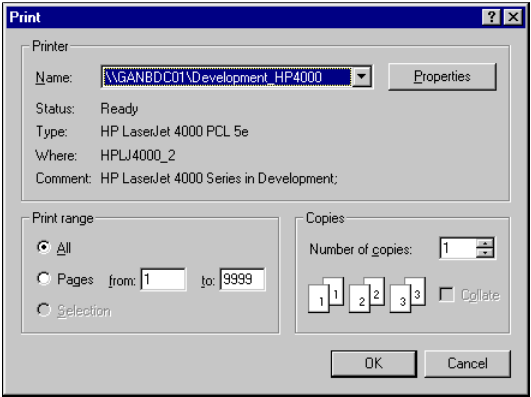 Print
Printer
Name: \\GANBDC01\Development_HP4000 Properties
Status: Ready
Type: HP LaserJet 4000 PCL 5e
Where: HPLJ4000_2
Comment: HP LaserJet 4000 Series in Development;
Print range
All
Pages from: 1 to: 9999
Selection
Copies
Number of copies: 1
1 1 2 2 3 3 Collate
OK Cancel